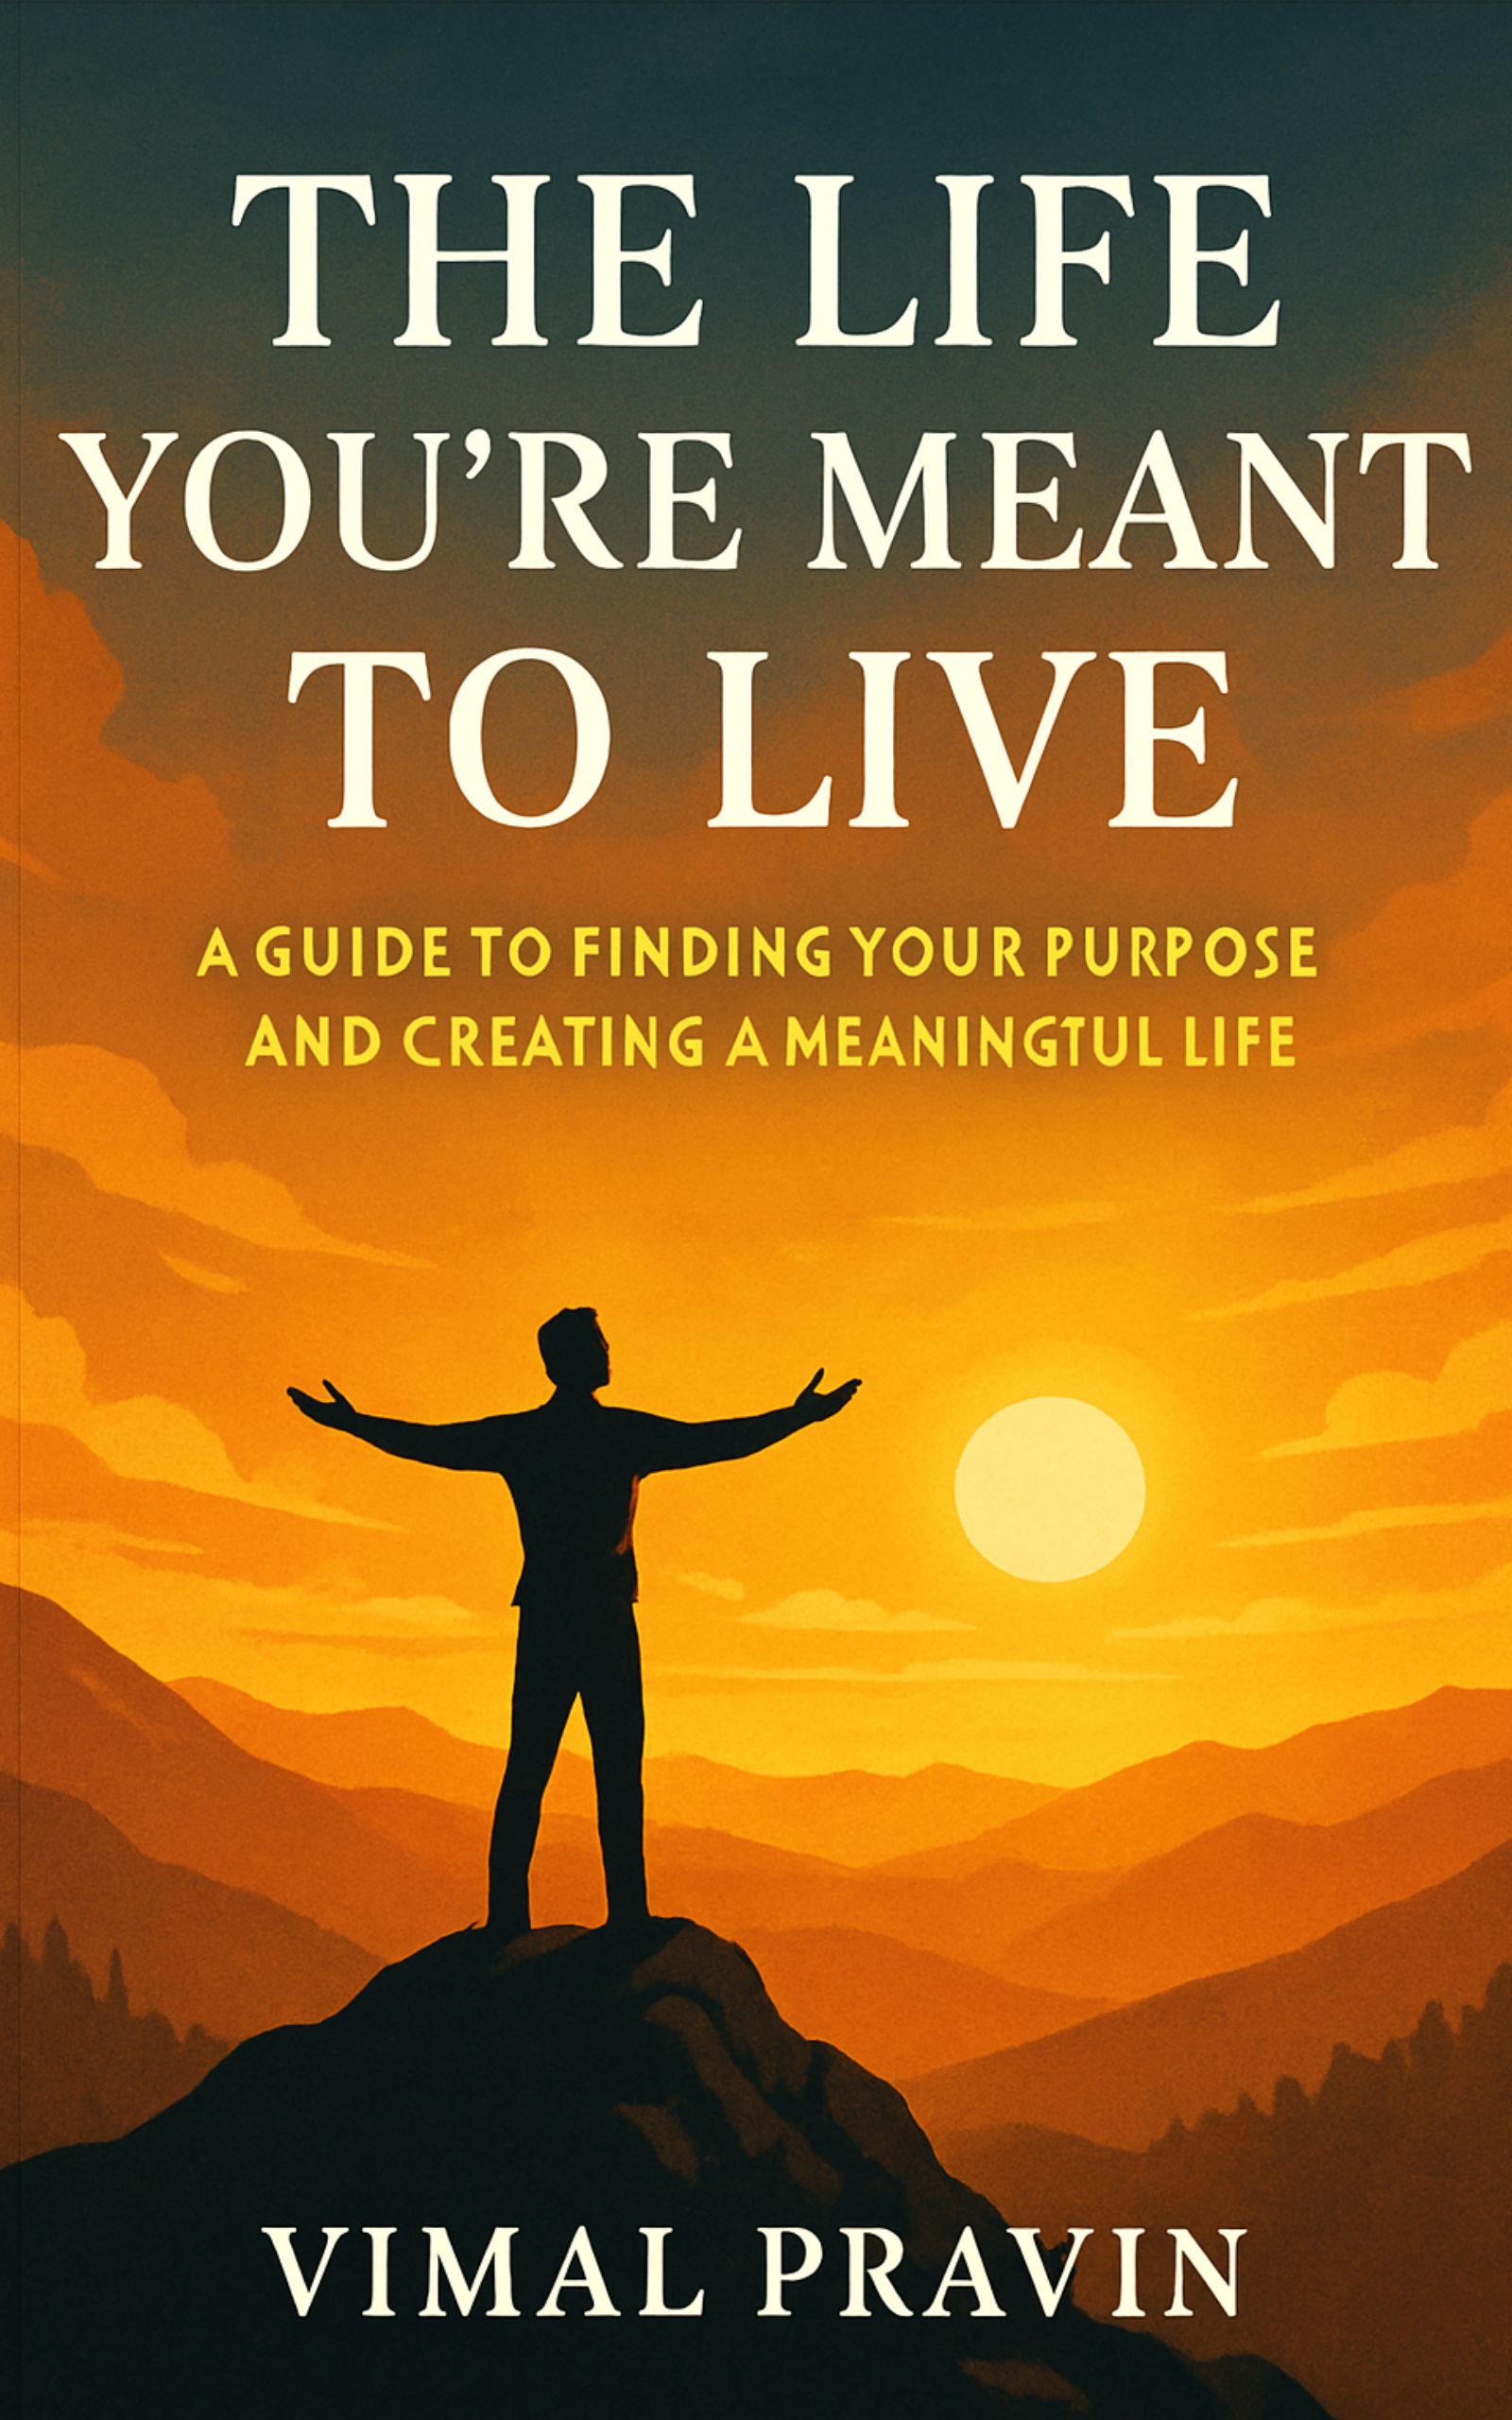 THE LIFE
YOU’RE MEANT
TO LIVE
A GUIDE TO FINDING YOUR PURPOSE
AND CREATING A MEANINGTUL LIFE
VIMAL PRAVIN